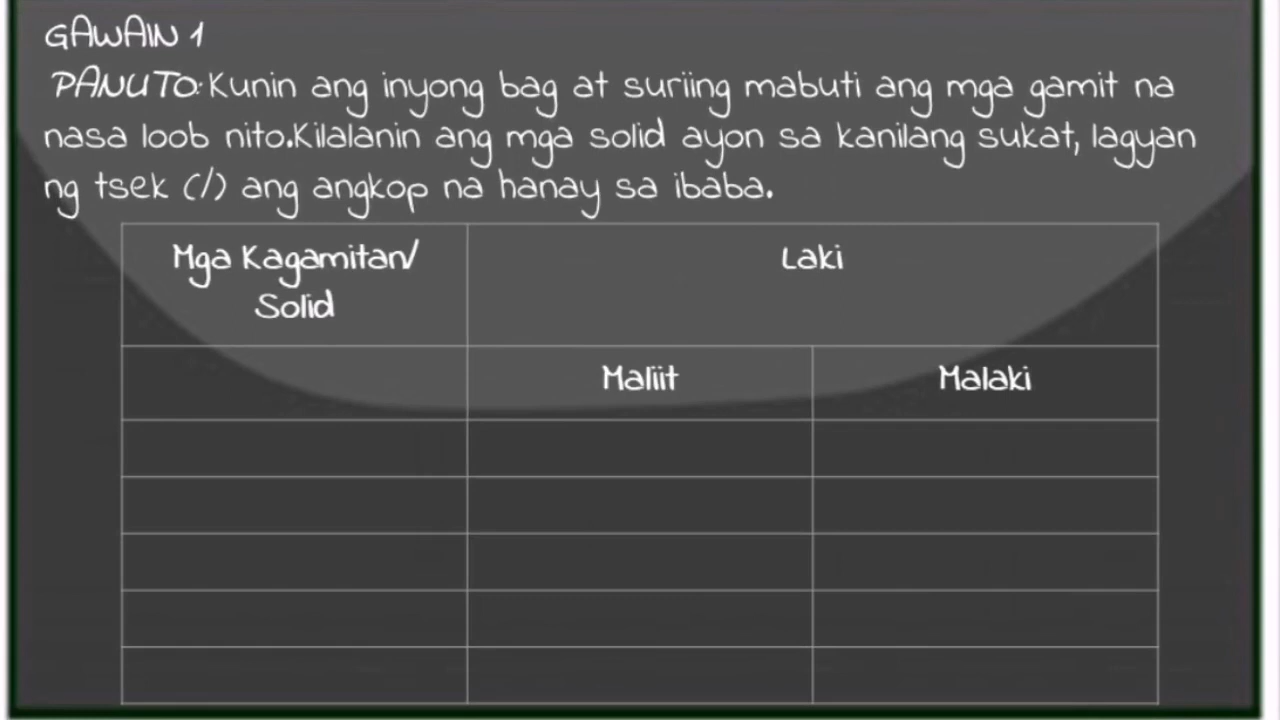 GAWAIN 1
PANUTO: Kunin ang inyong bag at suriing mabuti ang mga gamit na
nasa loob nito.Kilalanin ang mga solid ayon sa kanilang sukat, lagyan
ng tsek (/) ang angkop na hanay sa ibaba.
Mga Kagamitan/
Solid
Laki
Maliit
Malaki